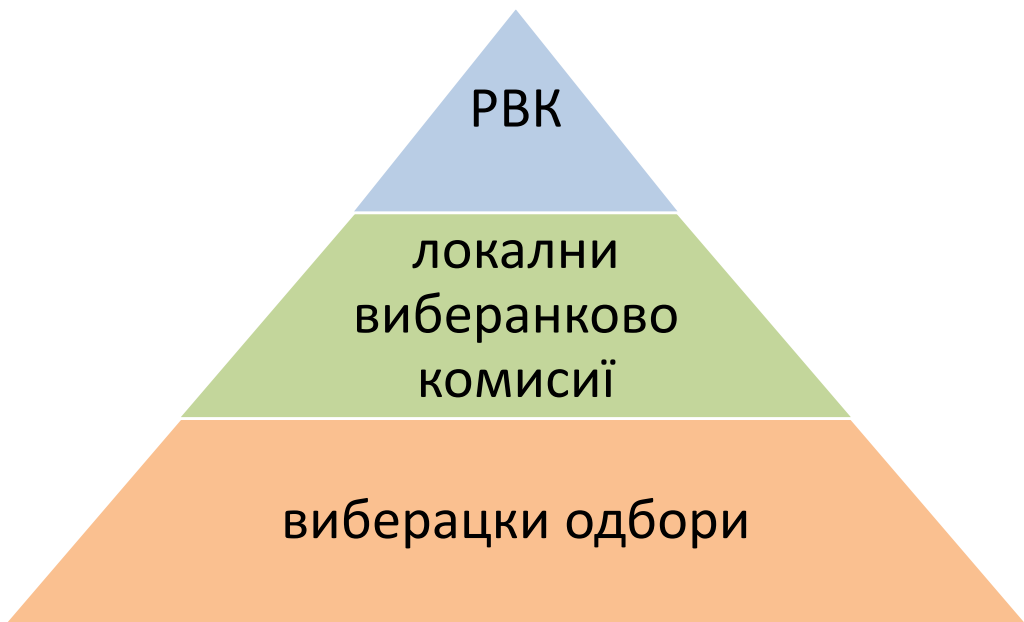 РВК
локални
виберанково
комисиї
виберацки одбори